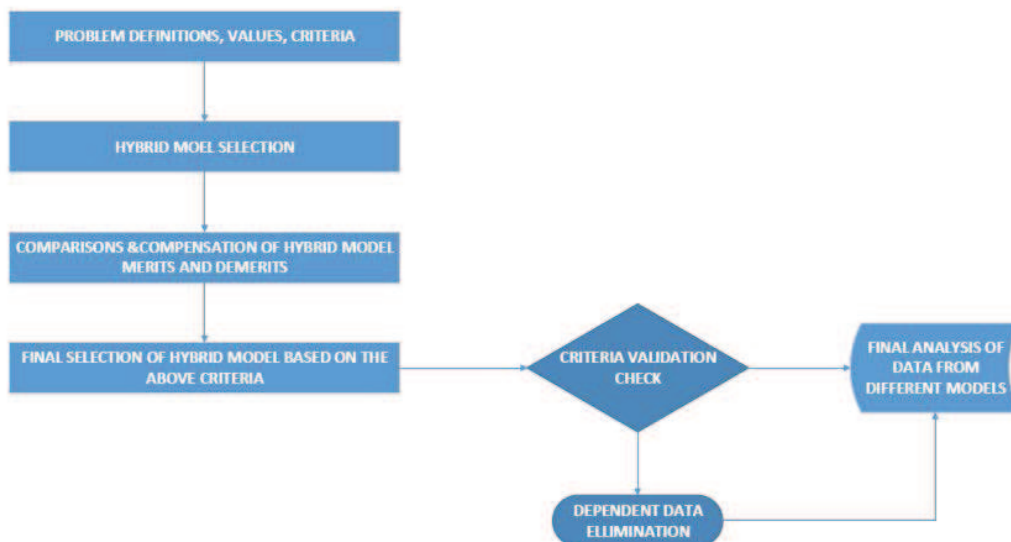 PROBLEM DEFINITIONS, VALUES, CRITERIA
HYBRID MOEL SELECTION
COMPARISONS &COMPENSATION OF HYBRID MODEL
MERITS AND DEMERITS
FINAL SELECTION OF HYBRID MODEL BASED ON THE
ABOVE CRITERIA
CRITERIA VALIDATION
CHECK
FINAL ANALYSIS OF
DATA FROM
DIFFERENT MODELS
DEPENDENT DATA
ELLIMINATION